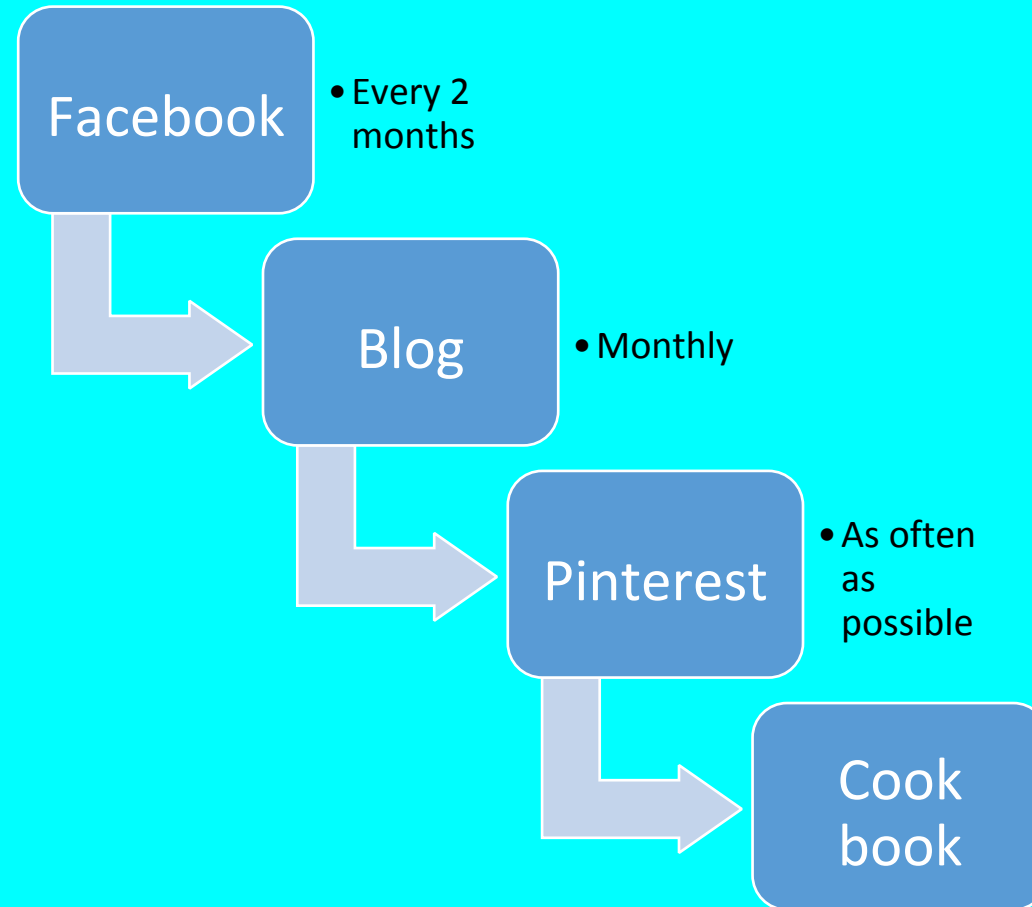 Facebook
• Every 2
months
Blog
• Monthly
Pinterest
• As often
as
possible
Cook
book